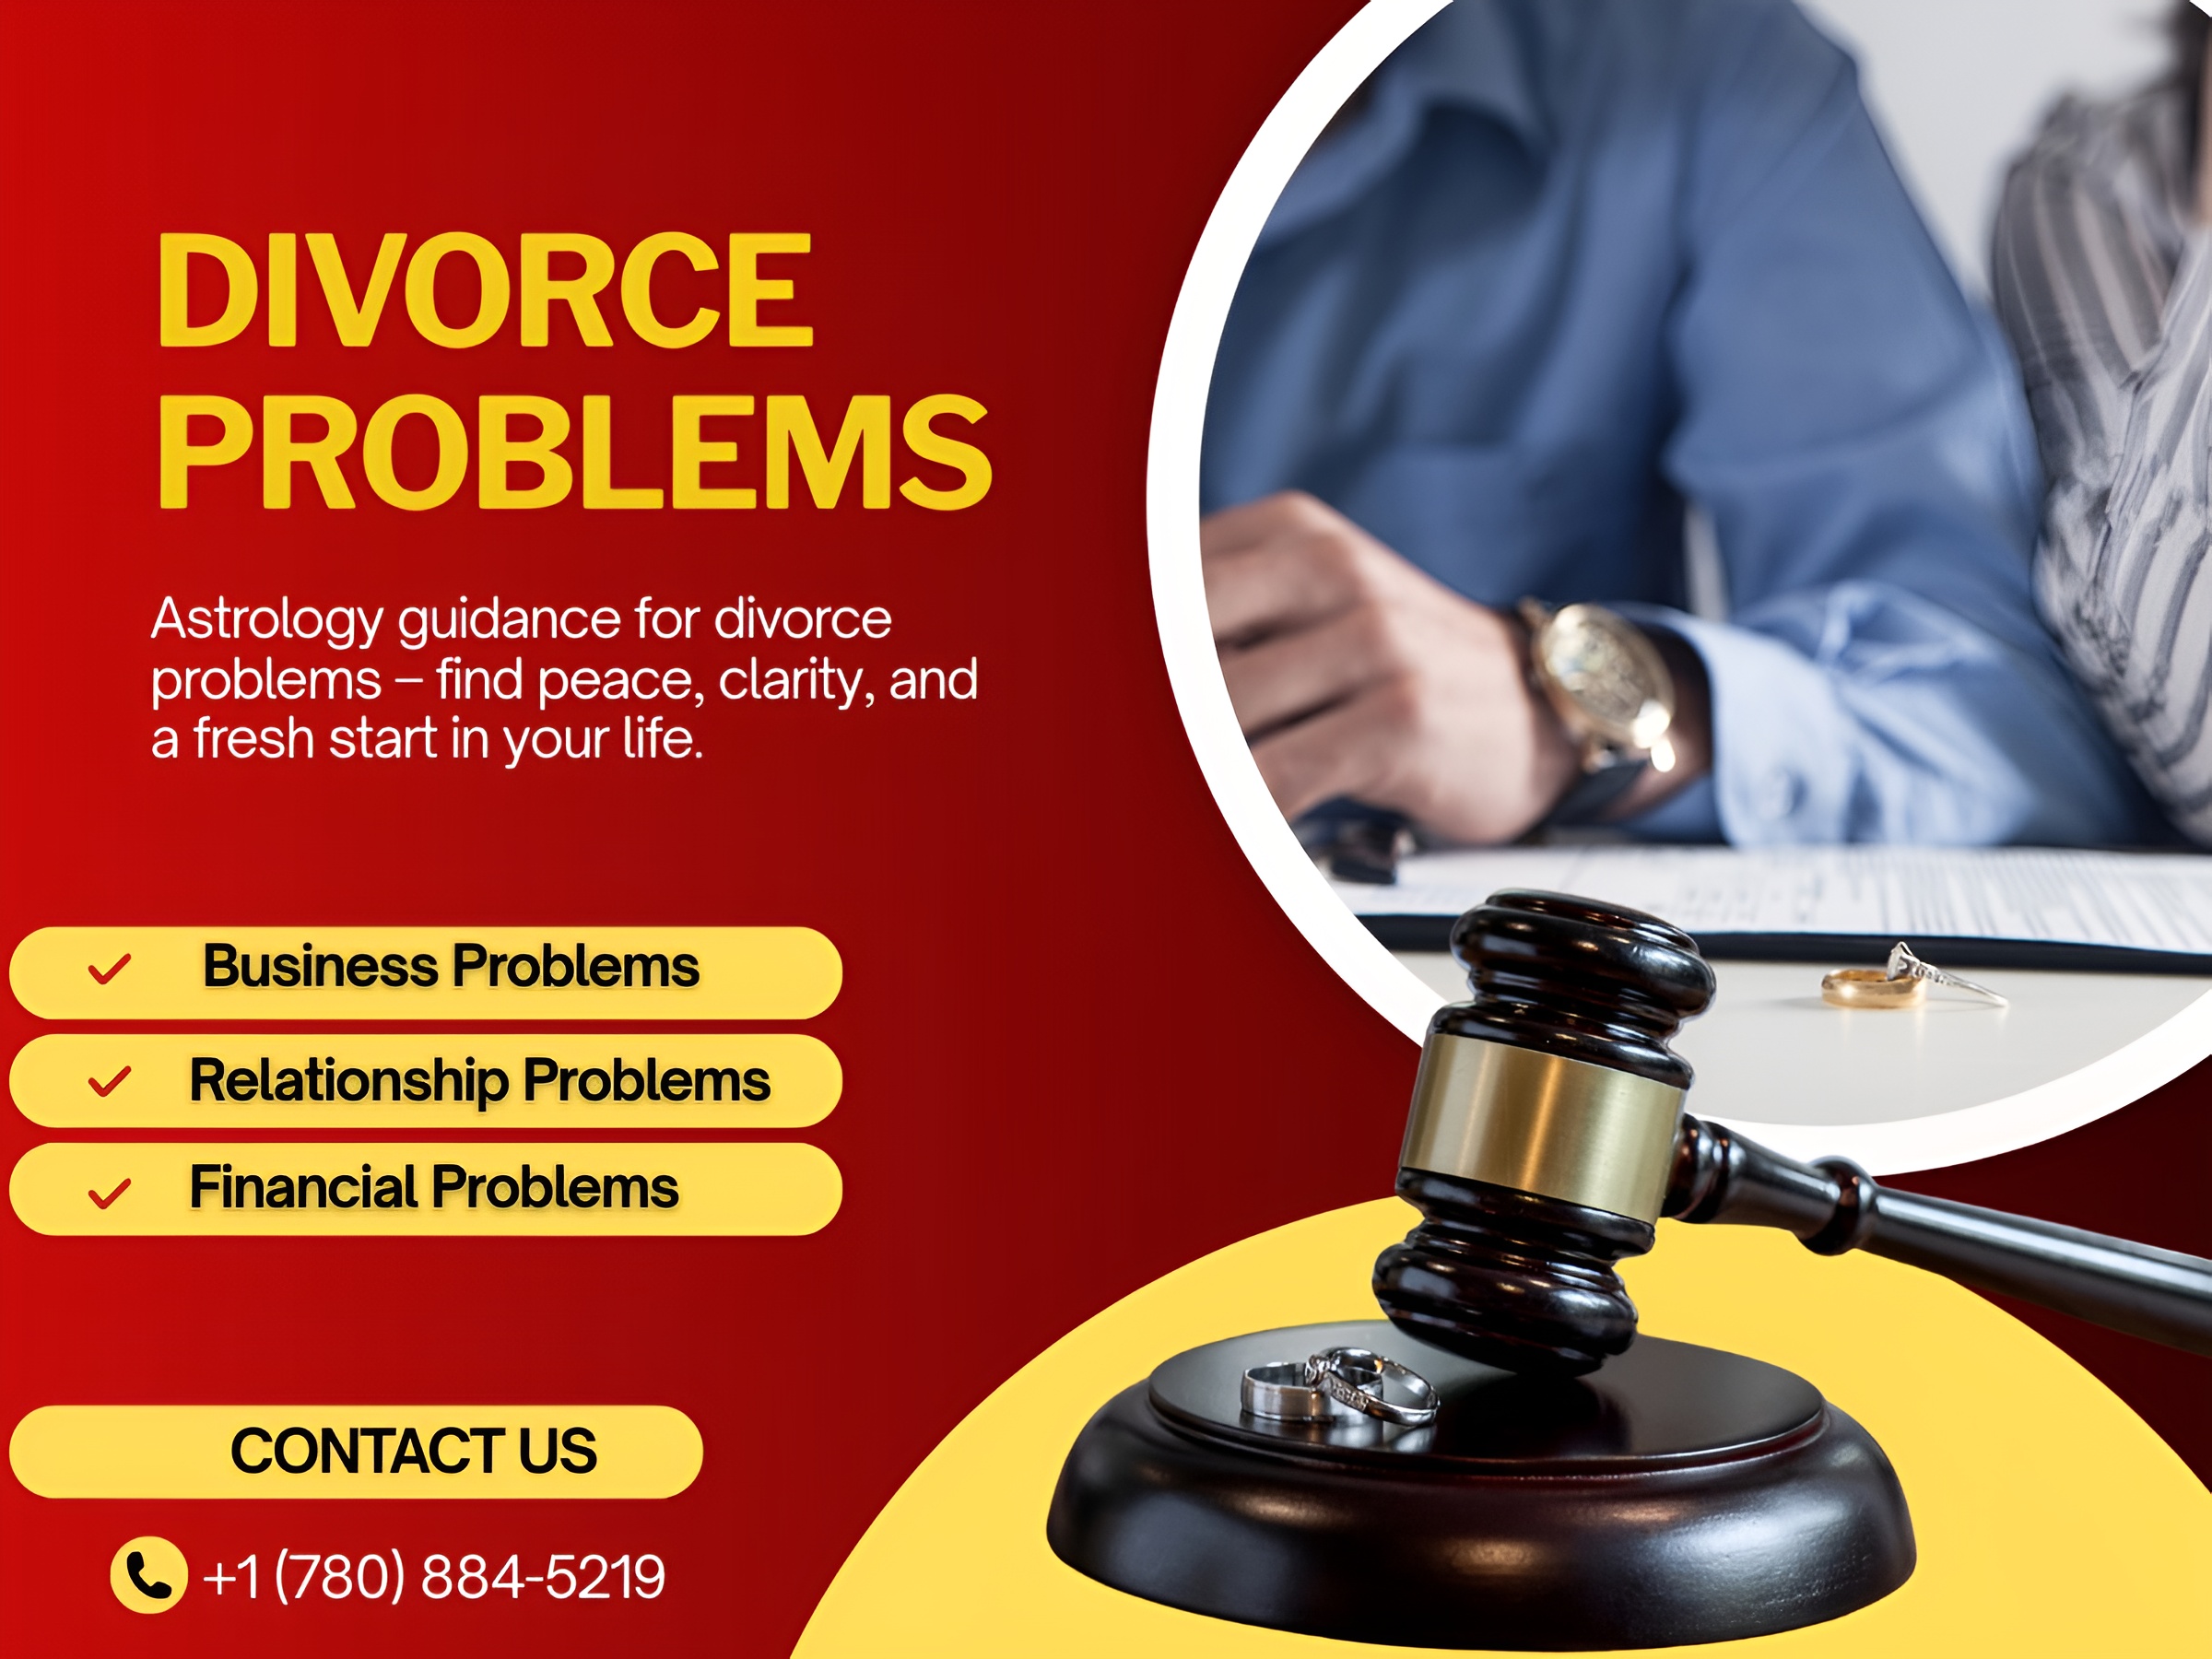 DIVORCE
PROBLEMS
Astrology guidance for divorce
problems – find peace, clarity, and
a fresh start in your life.
Business Problems
Relationship Problems
Financial Problems
CONTACT US
+1 (780) 884-5219